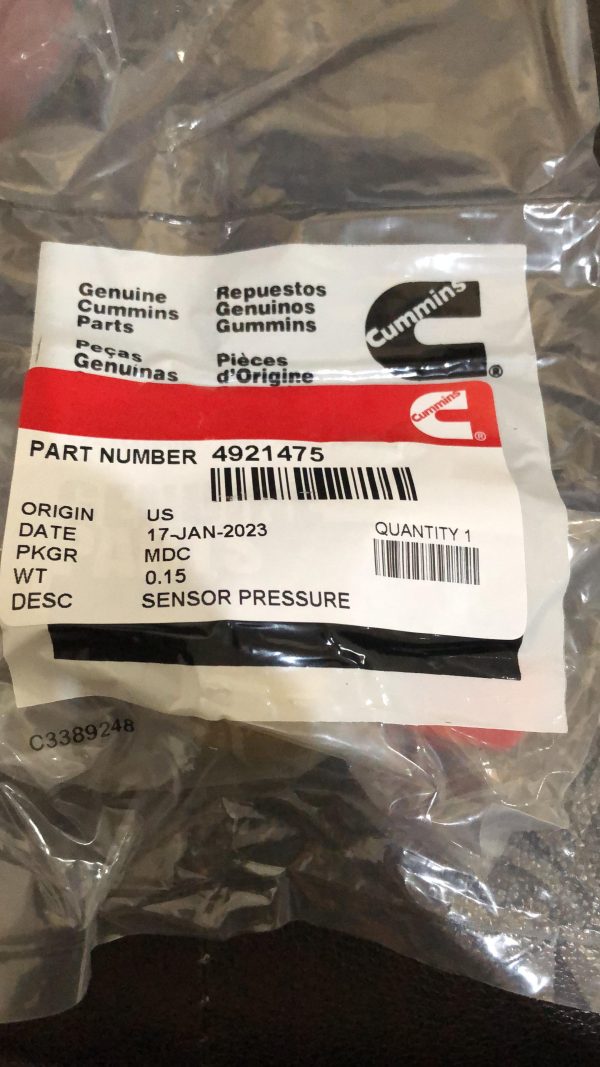 Genuine
Cummins
Parts
Repuestos
Genuinos
Gummins
Peças
Genuinas
Pièces
d'Origine
Cummins
®
Cummins
®
PART NUMBER 4921475
ORIGIN US
DATE 17-JAN-2023
PKGR MDC
WT 0.15
DESC SENSOR PRESSURE
QUANTITY 1
C3389248